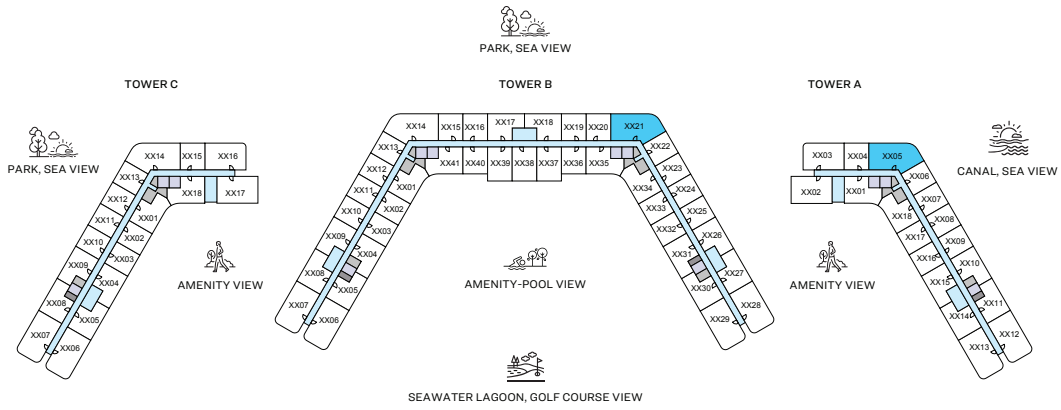 PARK, SEA VIEW
TOWER C
TOWER B
TOWER A
PARK, SEA VIEW
CANAL, SEA VIEW
XX14
XX15
XX16
XX13
XX12
XX11
XX10
XX09
XX08
XX07
XX06
XX05
XX04
XX03
XX02
XX01
XX18
XX17
AMENITY VIEW
XX14
XX15
XX16
XX17
XX18
XX19
XX20
XX21
XX13
XX12
XX11
XX10
XX09
XX08
XX07
XX06
XX05
XX04
XX03
XX02
XX01
XX41
XX40
XX39
XX38
XX37
XX36
XX35
XX22
XX23
XX24
XX25
XX26
XX27
XX28
XX29
XX30
XX31
XX32
XX33
XX34
AMENITY-POOL VIEW
XX03
XX04
XX05
XX02
XX01
XX06
XX07
XX08
XX09
XX10
XX11
XX12
XX13
XX14
XX15
XX16
XX17
XX18
AMENITY VIEW
SEAWATER LAGOON, GOLF COURSE VIEW